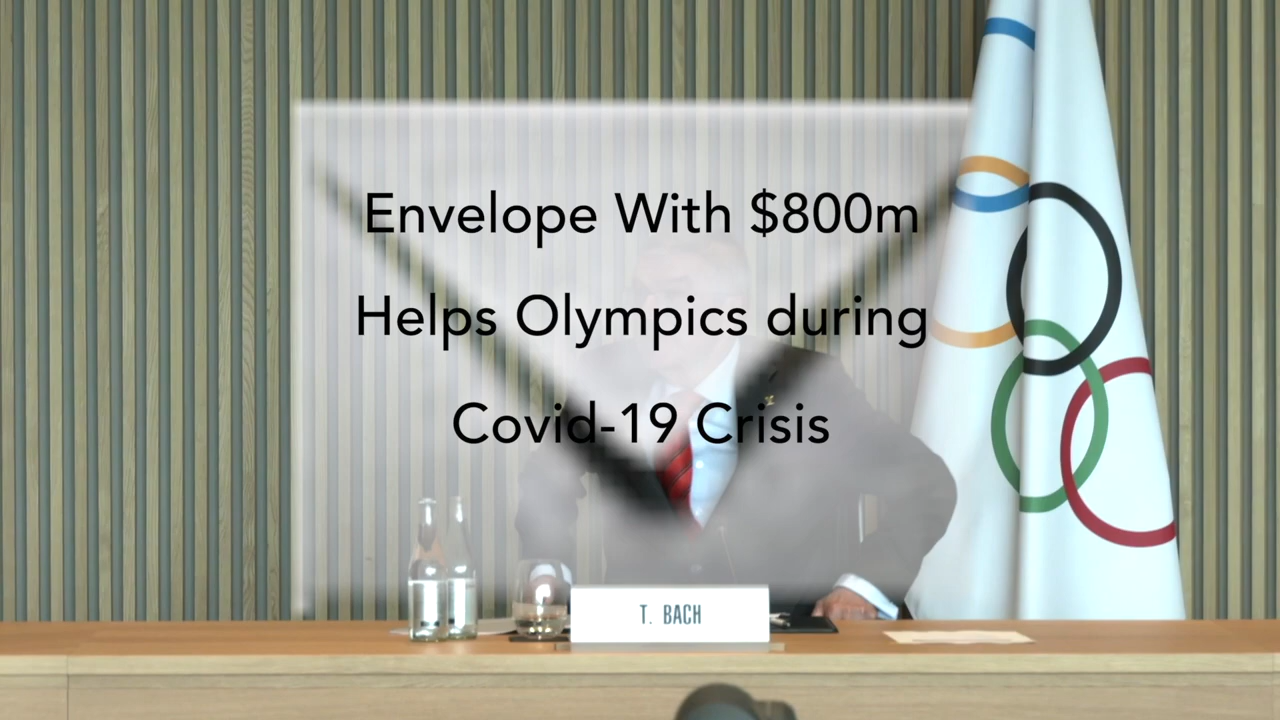 Envelope With $800m
Helps Olympics during
Covid-19 Crisis
T. BACH